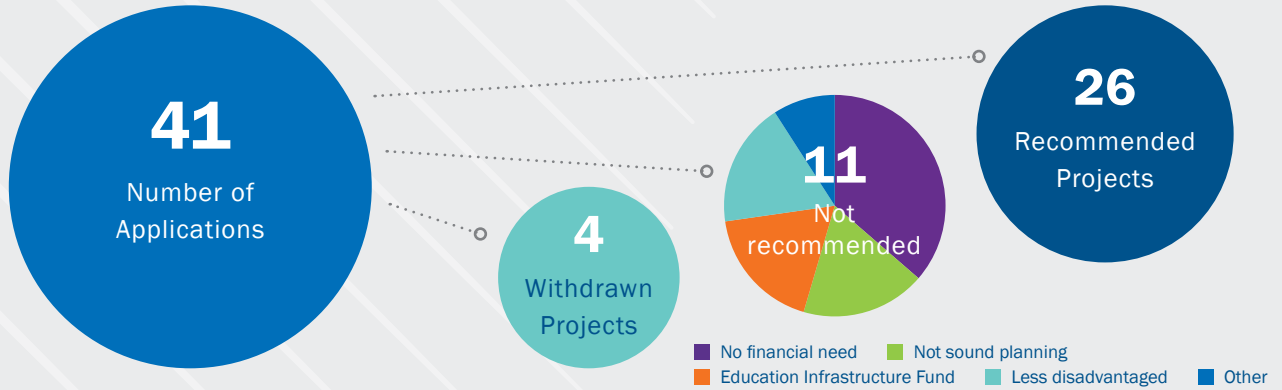 41
Number of
Applications
4
Withdrawn
Projects
11
Not
recommended
26
Recommended
Projects
No financial need
Not sound planning
Education Infrastructure Fund
Less disadvantaged
Other